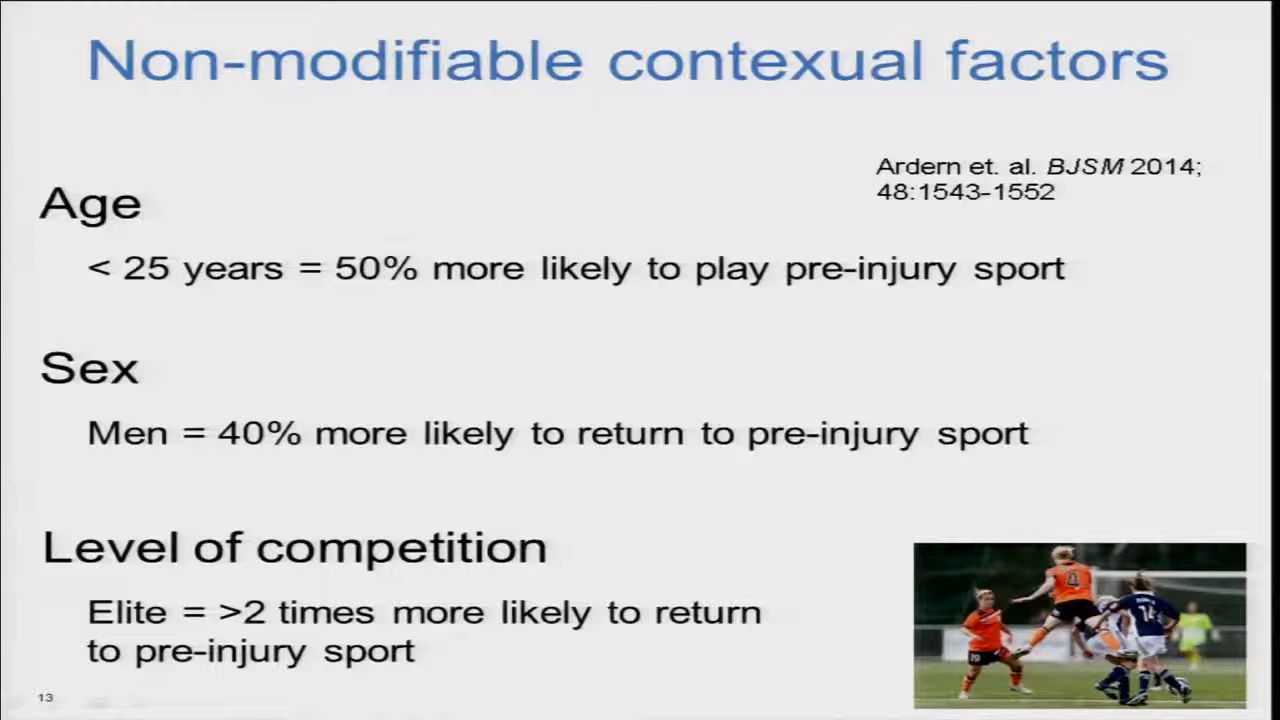 Non-modifiable contexual factors
Ardern et. al. BJSM 2014;
48:1543-1552
Age
< 25 years = 50% more likely to play pre-injury sport
Sex
Men = 40% more likely to return to pre-injury sport
Level of competition
Elite = >2 times more likely to return
to pre-injury sport
4
14
13